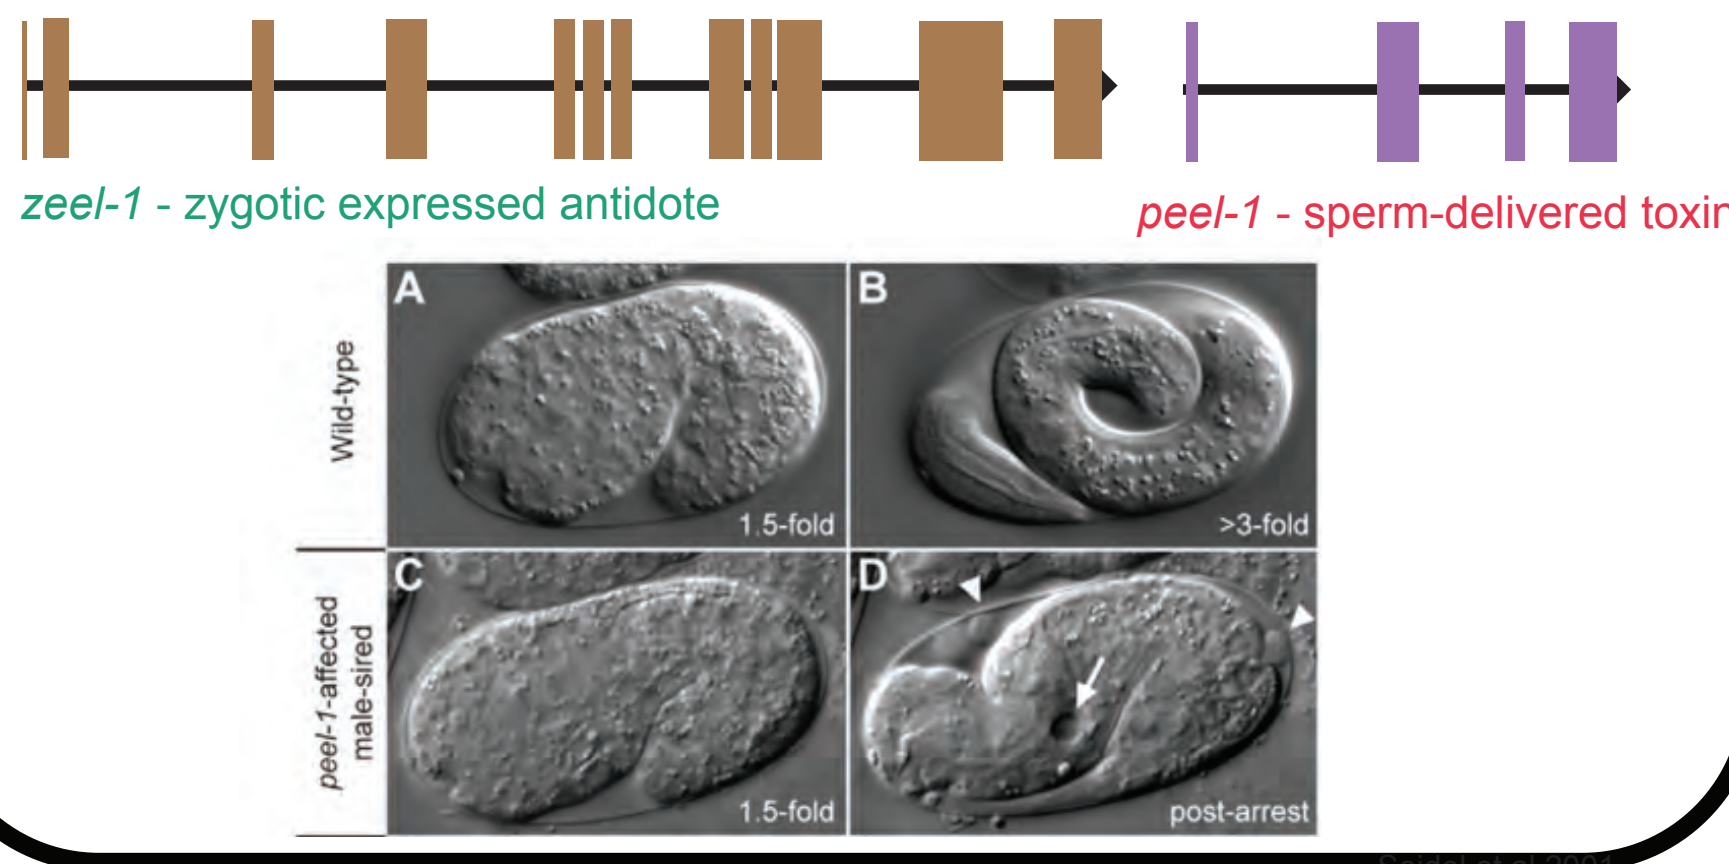 zeel-1 - zygotic expressed antidote
peel-1 - sperm-delivered toxin
Wild-type
A
1.5-fold
B
>3-fold
peel-1-affected
male-sired
C
1.5-fold
D
post-arrest